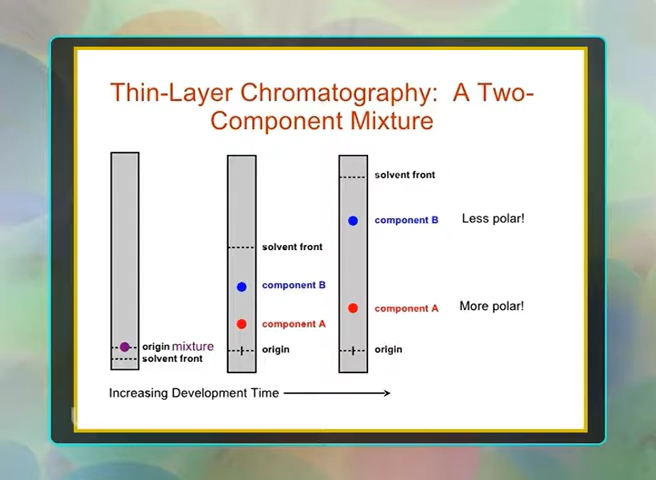 Thin-Layer Chromatography: A Two-
Component Mixture
solvent front
component B Less polar!
solvent front
component B
component A More polar!
component A
origin mixture
origin
origin
solvent front
Increasing Development Time